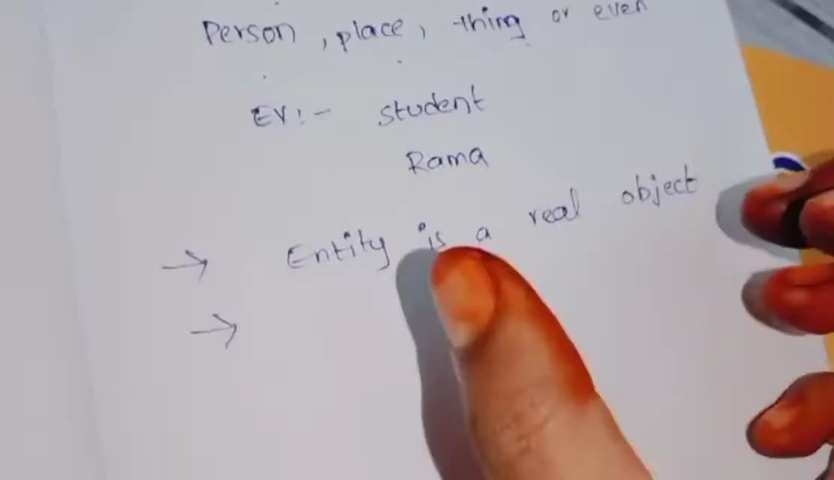 Person, place, thing or even
EX:- student
Rama
→ Entity is a real object
→